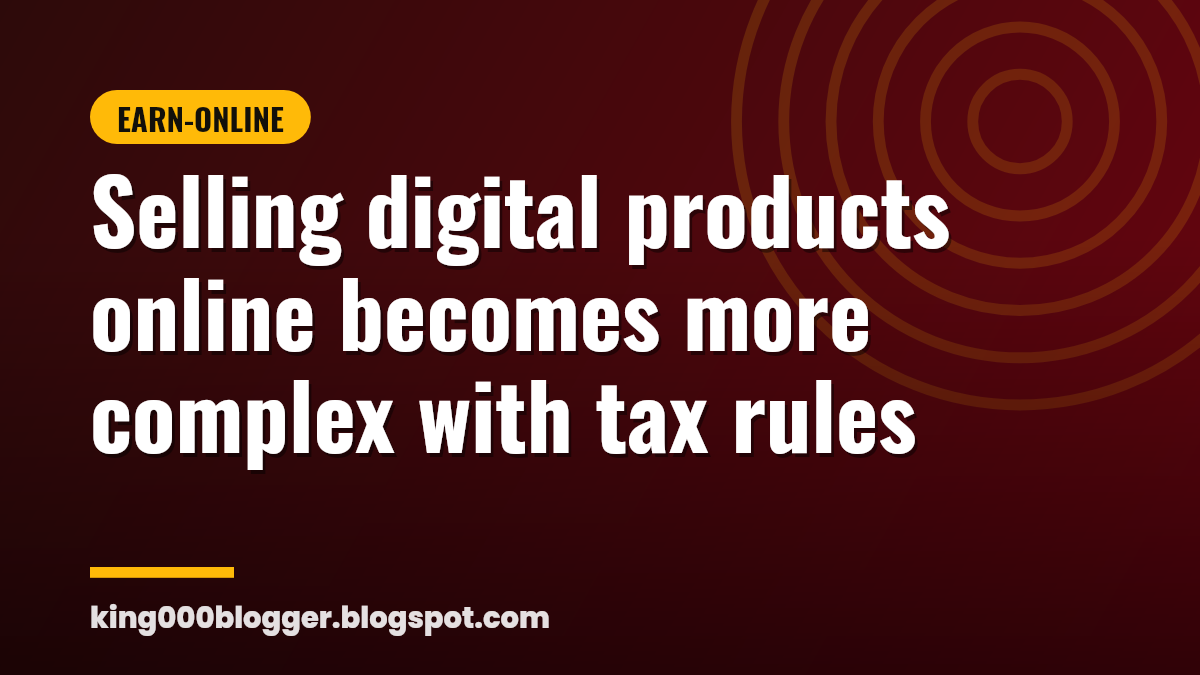 EARN-ONLINE
Selling digital products
online becomes more
complex with tax rules
king000blogger.blogspot.com